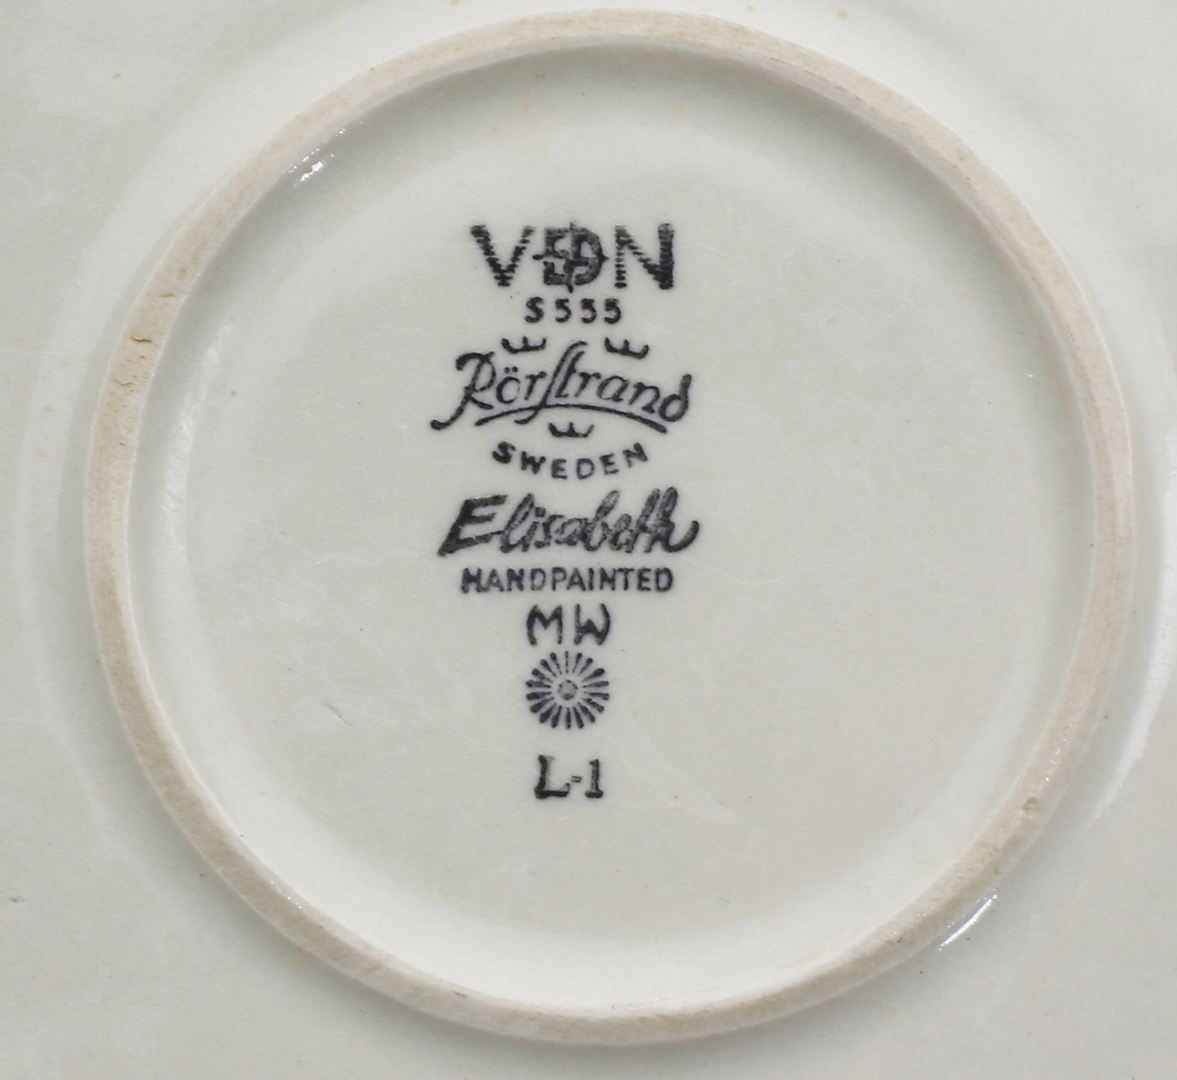 VDN
S555
Rörstrand
SWEDEN
Elisabeth
HANDPAINTED
MW
L-1